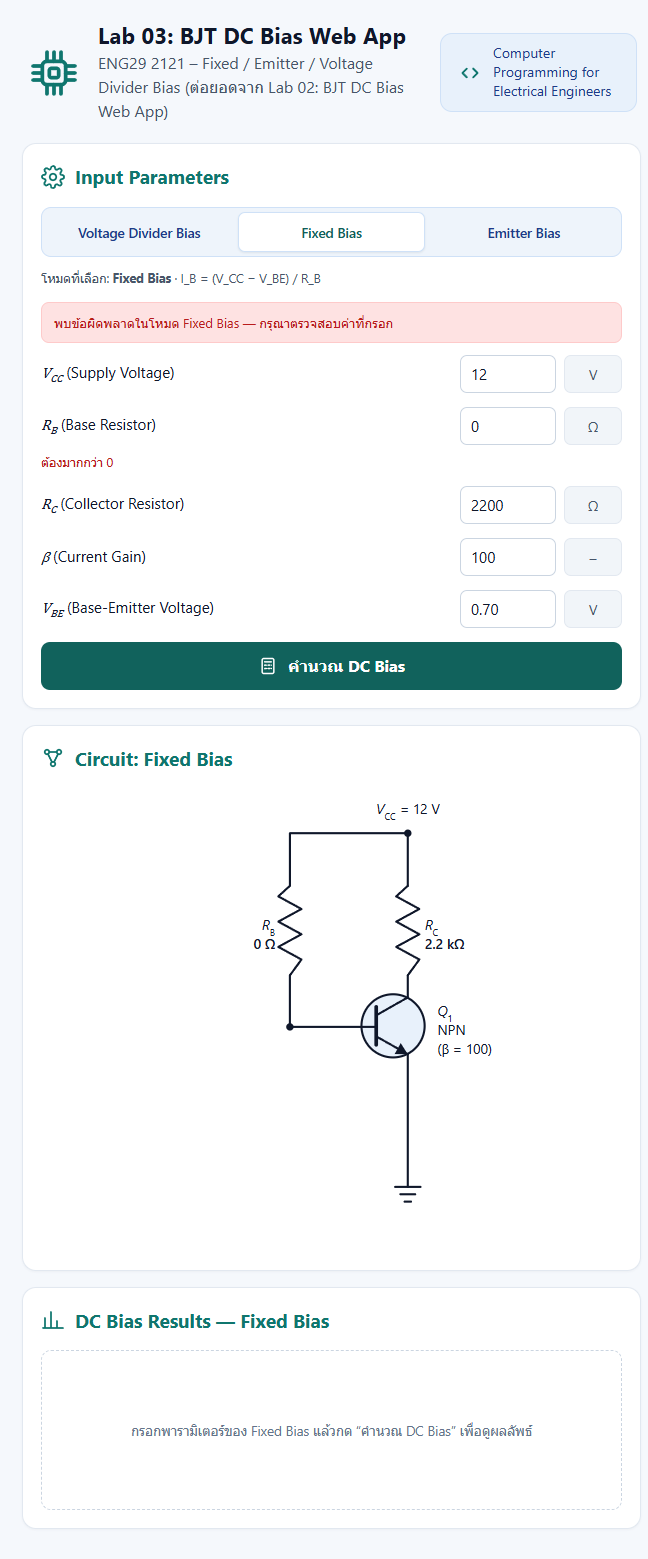 Lab 03: BJT DC Bias Web App
ENG29 2121 – Fixed / Emitter / Voltage
Divider Bias (ต่อยอดจาก Lab 02: BJT DC Bias
Web App)
Computer
Programming for
Electrical Engineers
Input Parameters
Voltage Divider Bias
Fixed Bias
Emitter Bias
โหมดที่เลือก: Fixed Bias · I_B = (V_CC − V_BE) / R_B
พบข้อผิดพลาดในโหมด Fixed Bias — กรุณาตรวจสอบค่าที่กรอก
V_CC (Supply Voltage) 12 V
R_B (Base Resistor) 0 Ω
ต้องมากกว่า 0
R_C (Collector Resistor) 2200 Ω
β (Current Gain) 100 –
V_BE (Base-Emitter Voltage) 0.70 V
คำนวณ DC Bias
Circuit: Fixed Bias
V_CC = 12 V
R_B
0 Ω
R_C
2.2 kΩ
Q_1
NPN
(β = 100)
DC Bias Results — Fixed Bias
กรอกพารามิเตอร์ของ Fixed Bias แล้วกด “คำนวณ DC Bias” เพื่อดูผลลัพธ์